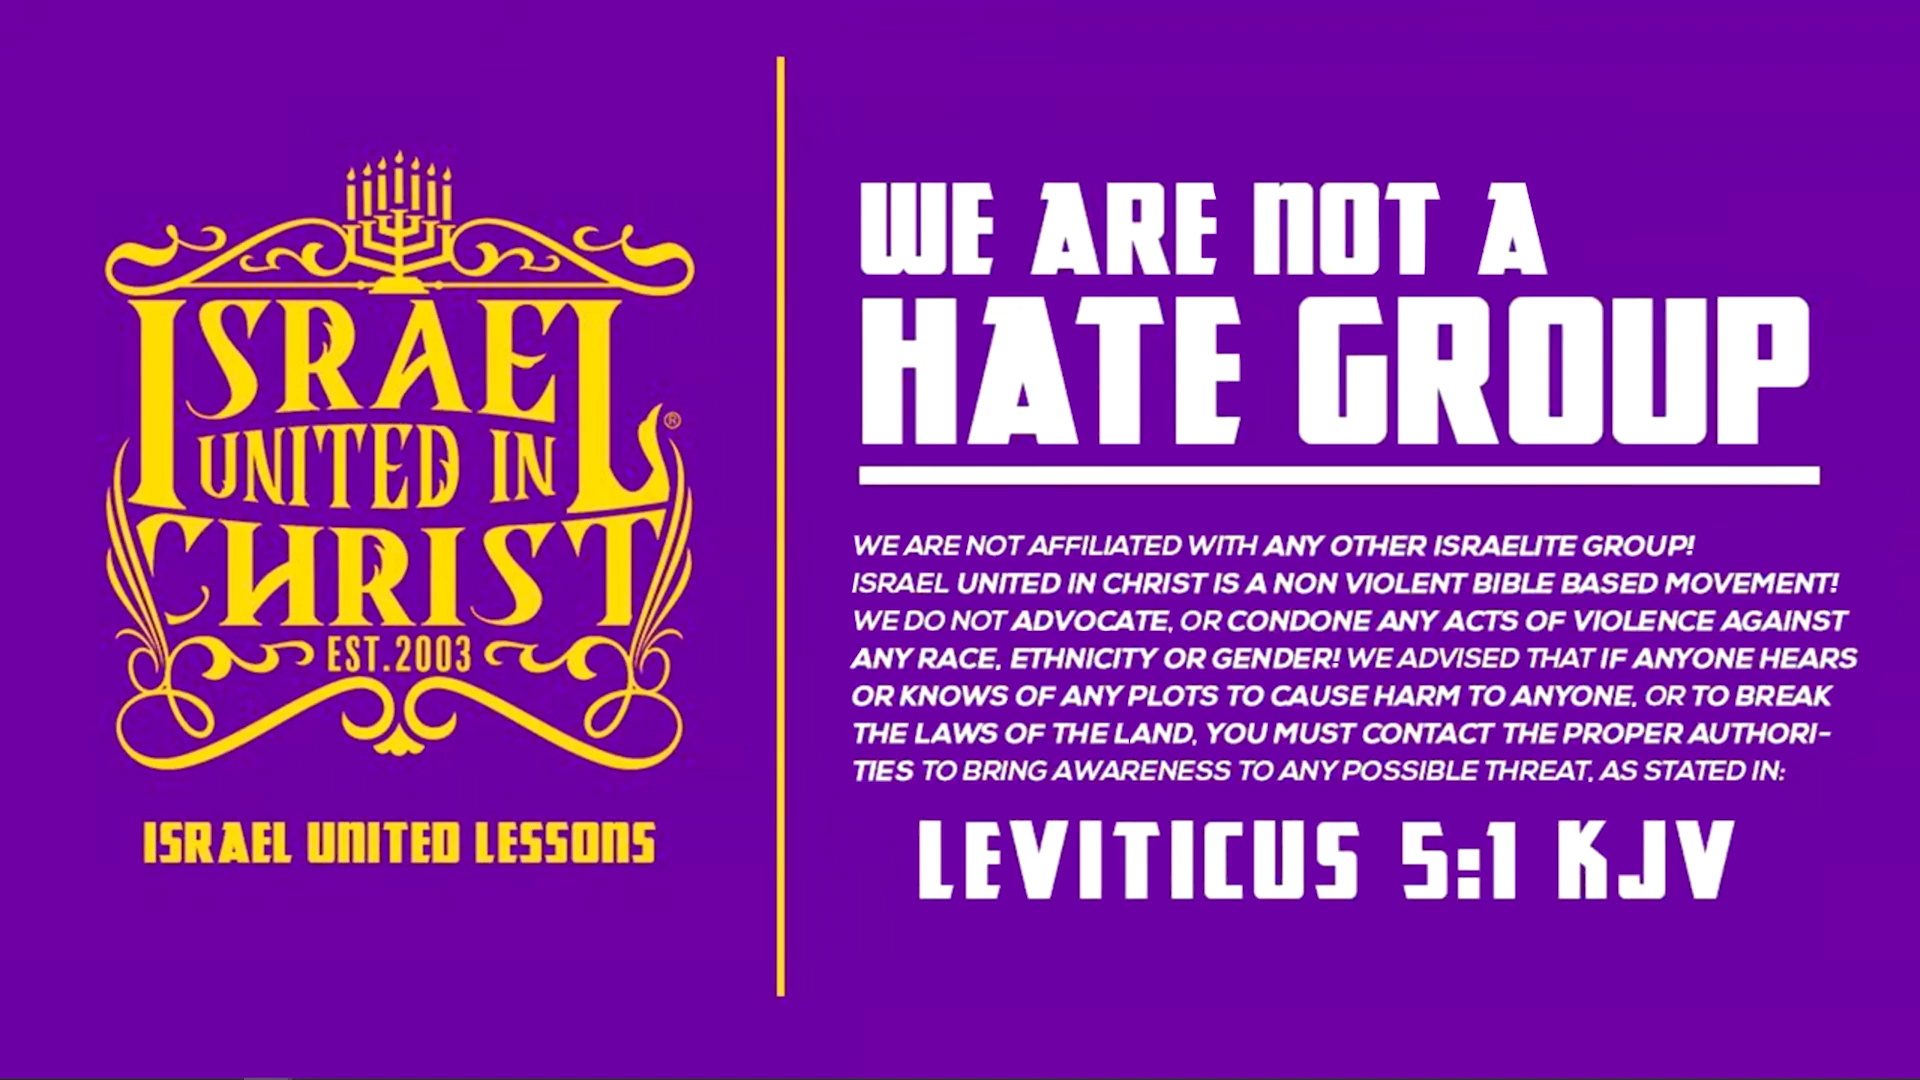 ISRAEL
UNITED IN
CHRIST
®
EST.2003
ISRAEL UNITED LESSONS
WE ARE NOT A
HATE GROUP
WE ARE NOT AFFILIATED WITH ANY OTHER ISRAELITE GROUP!
ISRAEL UNITED IN CHRIST IS A NON VIOLENT BIBLE BASED MOVEMENT!
WE DO NOT ADVOCATE, OR CONDONE ANY ACTS OF VIOLENCE AGAINST
ANY RACE, ETHNICITY OR GENDER! WE ADVISED THAT IF ANYONE HEARS
OR KNOWS OF ANY PLOTS TO CAUSE HARM TO ANYONE, OR TO BREAK
THE LAWS OF THE LAND, YOU MUST CONTACT THE PROPER AUTHORI-
TIES TO BRING AWARENESS TO ANY POSSIBLE THREAT, AS STATED IN:
LEVITICUS 5:1 KJV